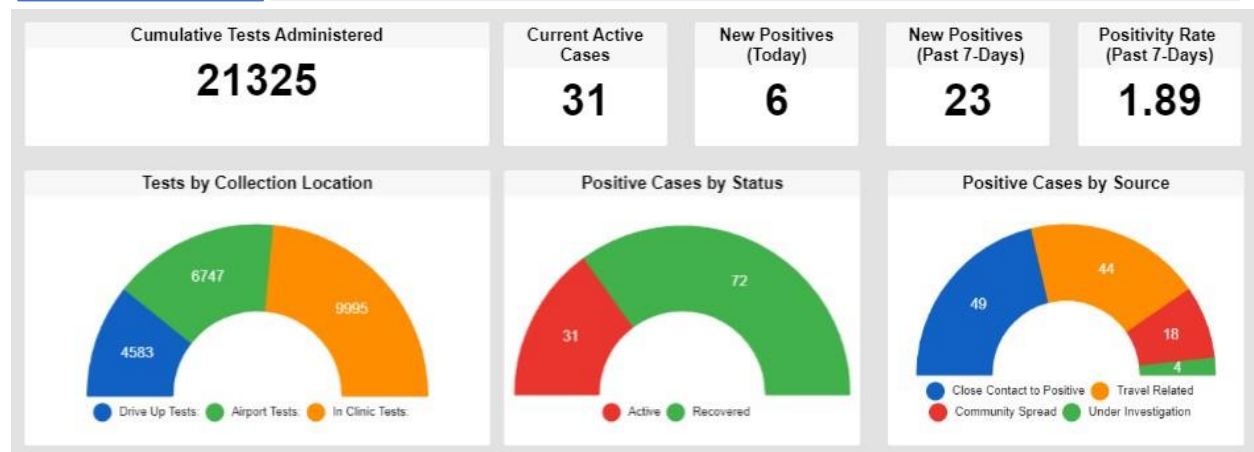 Cumulative Tests Administered
21325
Current Active
Cases
31
New Positives
(Today)
6
New Positives
(Past 7-Days)
23
Positivity Rate
(Past 7-Days)
1.89
Tests by Collection Location
6747
9995
4583
Drive Up Tests: Airport Tests: In Clinic Tests:
Positive Cases by Status
72
31
Active Recovered
Positive Cases by Source
44
49
18
4
Close Contact to Positive Travel Related
Community Spread Under Investigation